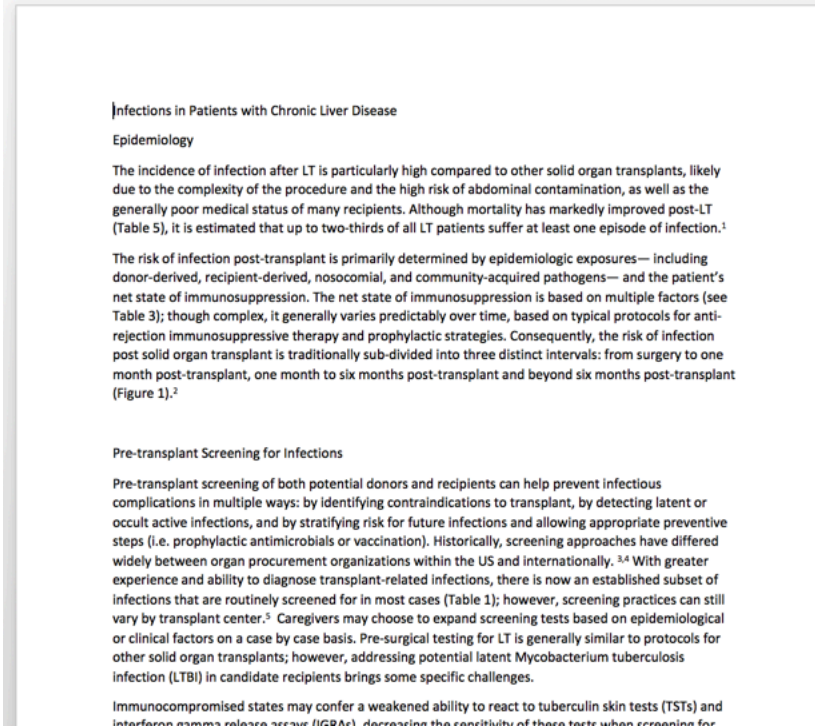 Infections in Patients with Chronic Liver Disease
Epidemiology
The incidence of infection after LT is particularly high compared to other solid organ transplants, likely
due to the complexity of the procedure and the high risk of abdominal contamination, as well as the
generally poor medical status of many recipients. Although mortality has markedly improved post-LT
(Table 5), it is estimated that up to two-thirds of all LT patients suffer at least one episode of infection.¹
The risk of infection post-transplant is primarily determined by epidemiologic exposures— including
donor-derived, recipient-derived, nosocomial, and community-acquired pathogens— and the patient's
net state of immunosuppression. The net state of immunosuppression is based on multiple factors (see
Table 3); though complex, it generally varies predictably over time, based on typical protocols for anti-
rejection immunosuppressive therapy and prophylactic strategies. Consequently, the risk of infection
post solid organ transplant is traditionally sub-divided into three distinct intervals: from surgery to one
month post-transplant, one month to six months post-transplant and beyond six months post-transplant
(Figure 1).²
Pre-transplant Screening for Infections
Pre-transplant screening of both potential donors and recipients can help prevent infectious
complications in multiple ways: by identifying contraindications to transplant, by detecting latent or
occult active infections, and by stratifying risk for future infections and allowing appropriate preventive
steps (i.e. prophylactic antimicrobials or vaccination). Historically, screening approaches have differed
widely between organ procurement organizations within the US and internationally. ³,⁴ With greater
experience and ability to diagnose transplant-related infections, there is now an established subset of
infections that are routinely screened for in most cases (Table 1); however, screening practices can still
vary by transplant center.⁵ Caregivers may choose to expand screening tests based on epidemiological
or clinical factors on a case by case basis. Pre-surgical testing for LT is generally similar to protocols for
other solid organ transplants; however, addressing potential latent Mycobacterium tuberculosis
infection (LTBI) in candidate recipients brings some specific challenges.
Immunocompromised states may confer a weakened ability to react to tuberculin skin tests (TSTs) and
interferon gamma release assays (IGRAs), decreasing the sensitivity of these tests when screening for